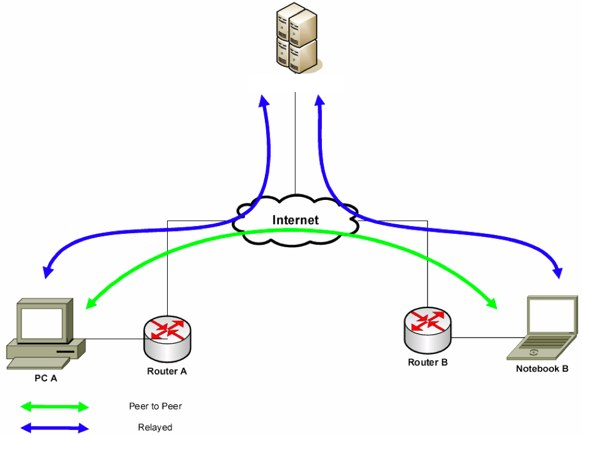 Internet
PC A
Router A
Router B
Notebook B
Peer to Peer
Relayed